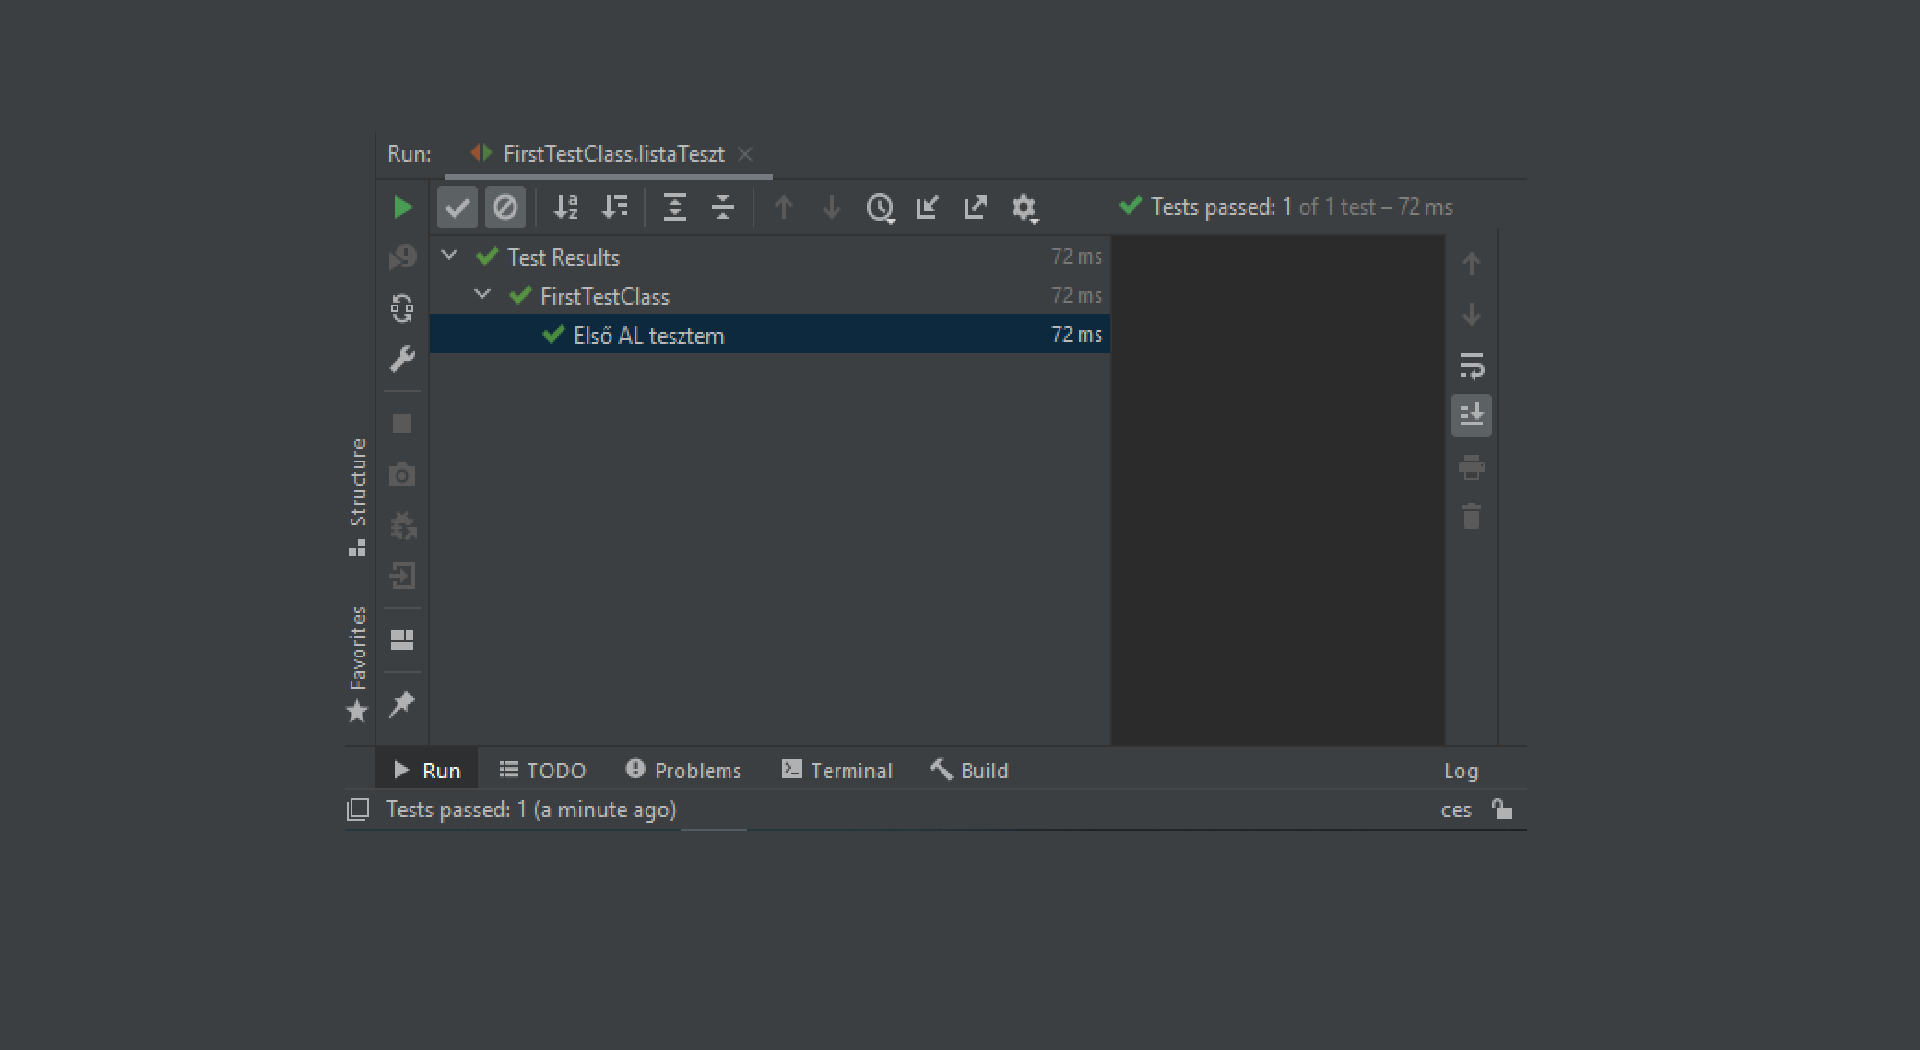 Run: FirstTestClass.listaTeszt
Tests passed: 1 of 1 test – 72 ms
Test Results 72 ms
FirstTestClass 72 ms
Első AL tesztem 72 ms
Structure
Favorites
Run TODO Problems Terminal Build Log
Tests passed: 1 (a minute ago) ces